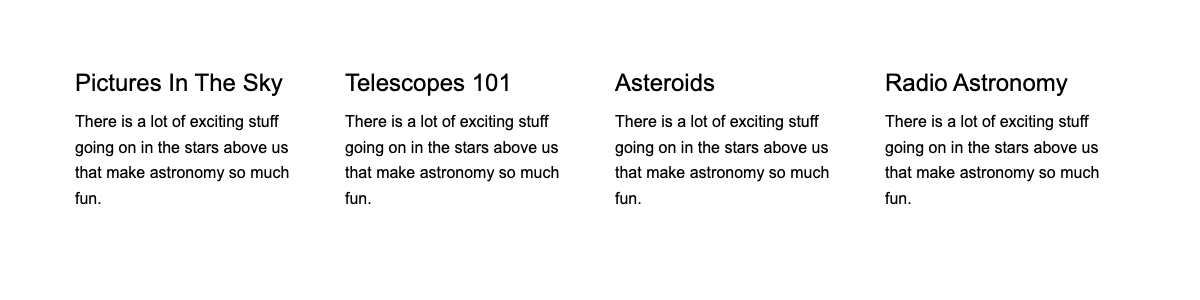 Pictures In The Sky
There is a lot of exciting stuff
going on in the stars above us
that make astronomy so much
fun.
Telescopes 101
There is a lot of exciting stuff
going on in the stars above us
that make astronomy so much
fun.
Asteroids
There is a lot of exciting stuff
going on in the stars above us
that make astronomy so much
fun.
Radio Astronomy
There is a lot of exciting stuff
going on in the stars above us
that make astronomy so much
fun.